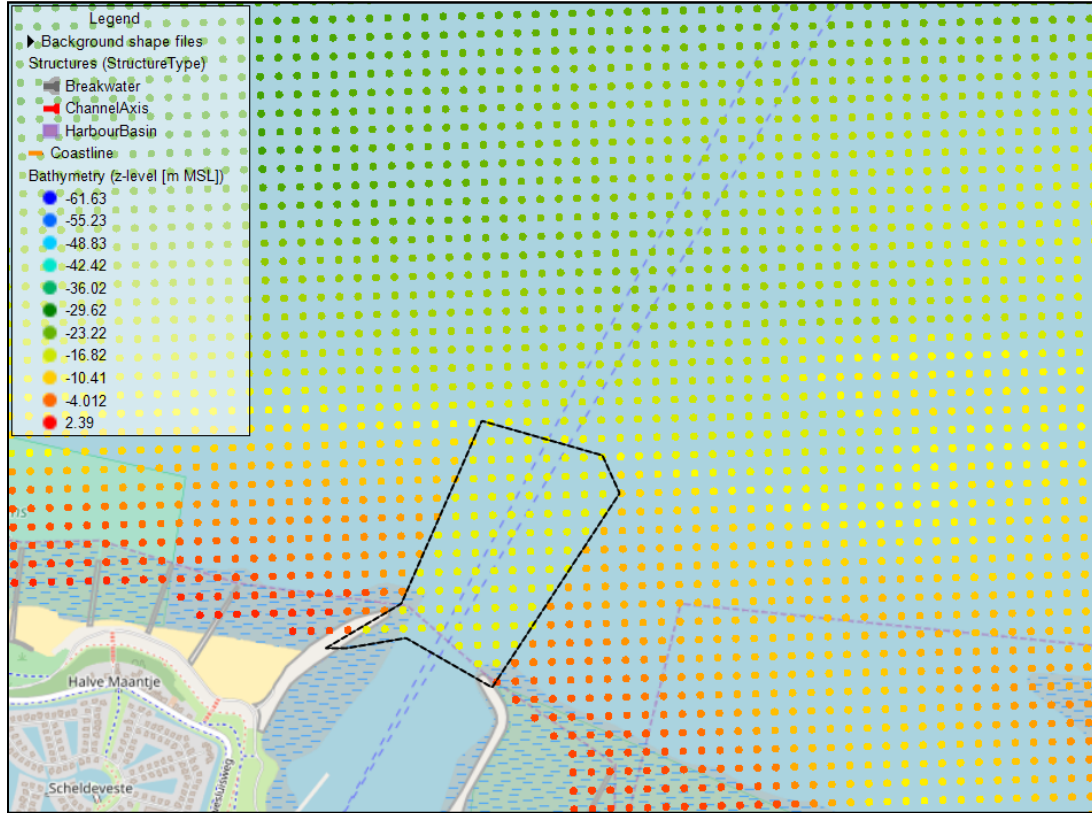 Legend
Background shape files
Structures (StructureType)
Breakwater
ChannelAxis
HarbourBasin
Coastline
Bathymetry (z-level [m MSL])
-61.63
-55.23
-48.83
-42.42
-36.02
-29.62
-23.22
-16.82
-10.41
-4.012
2.39
Halve Maantje
Scheldeveste